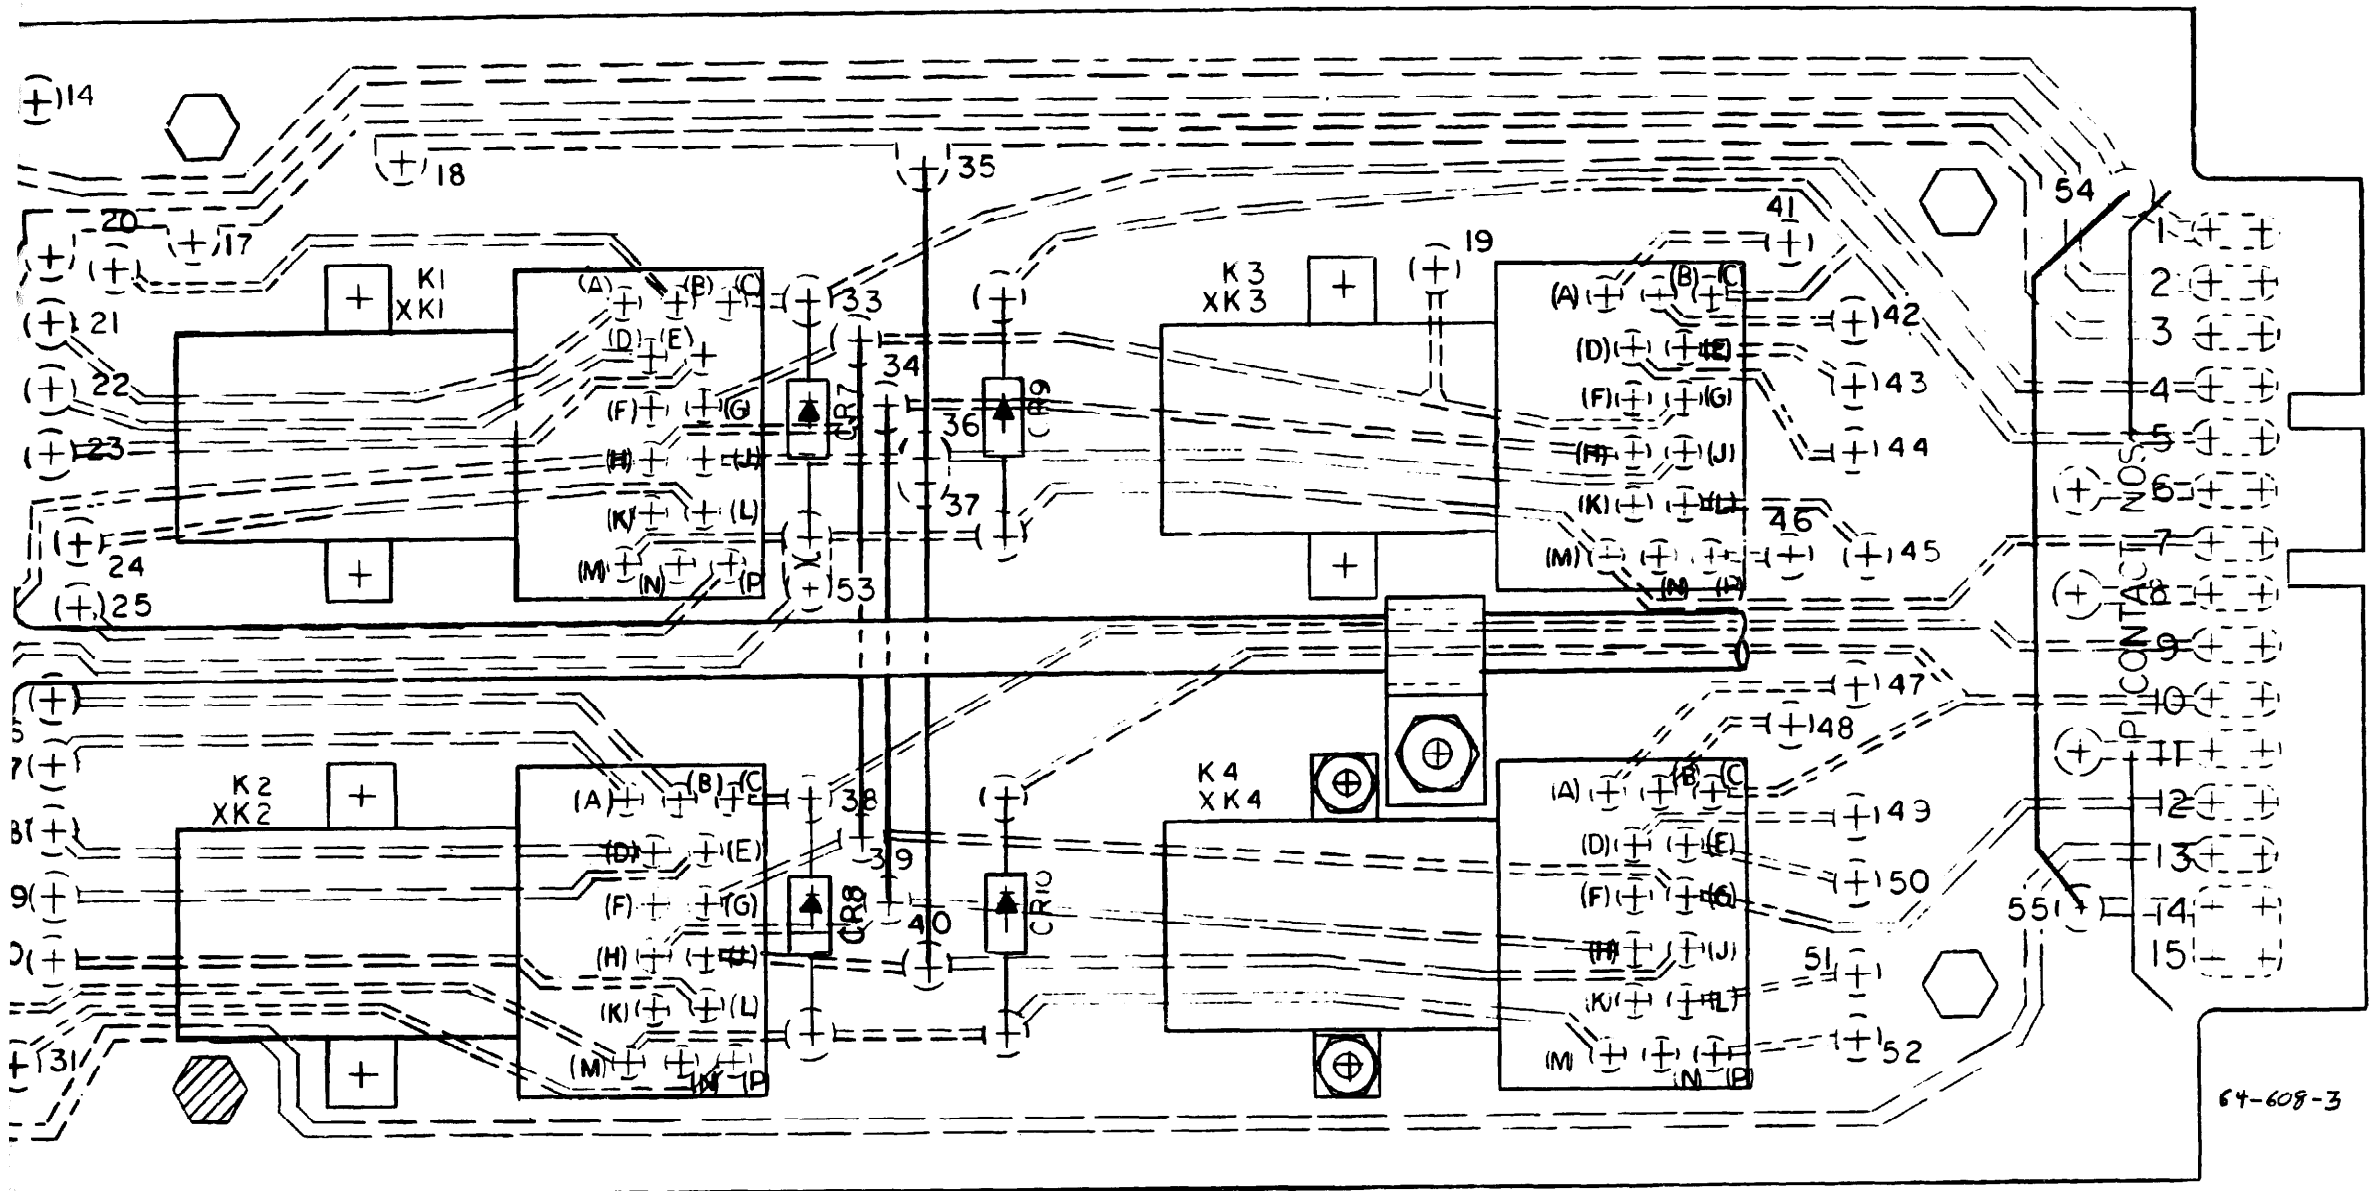 14
18
35
54
20
17
41
19
1
K1
XK1
(A)
(B)
(C)
33
K3
XK3
(A)
(B)
(C)
2
21
(D)
(E)
34
42
3
(D)
(E)
22
CR7
CR9
43
4
(F)
(G)
36
(F)
(G)
23
44
5
(H)
(J)
(H)
(J)
37
6
(K)
(L)
(K)
(L)
46
45
7
24
(M)
(N)
(P)
53
(M)
(N)
(P)
8
25
P1 CONTACT NOS.
9
47
10
48
11
K2
XK2
(A)
(B)
(C)
38
K4
XK4
(A)
(B)
(C)
49
12
(D)
(E)
39
(D)
(E)
13
50
(F)
(G)
CR8
40
CR10
(F)
(G)
55
14
(H)
(J)
(H)
(J)
51
15
(K)
(L)
(K)
(L)
31
(M)
(N)
(P)
(M)
(N)
(P)
52
64-608-3